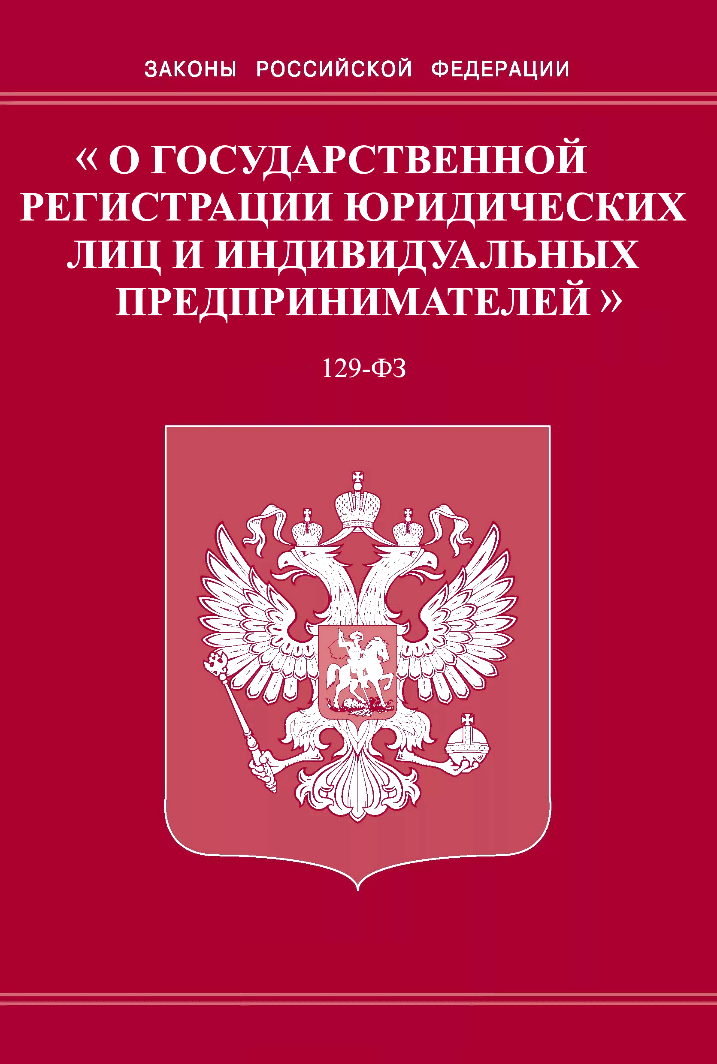 ЗАКОНЫ РОССИЙСКОЙ ФЕДЕРАЦИИ
« О ГОСУДАРСТВЕННОЙ
РЕГИСТРАЦИИ ЮРИДИЧЕСКИХ
ЛИЦ И ИНДИВИДУАЛЬНЫХ
ПРЕДПРИНИМАТЕЛЕЙ »
129-ФЗ